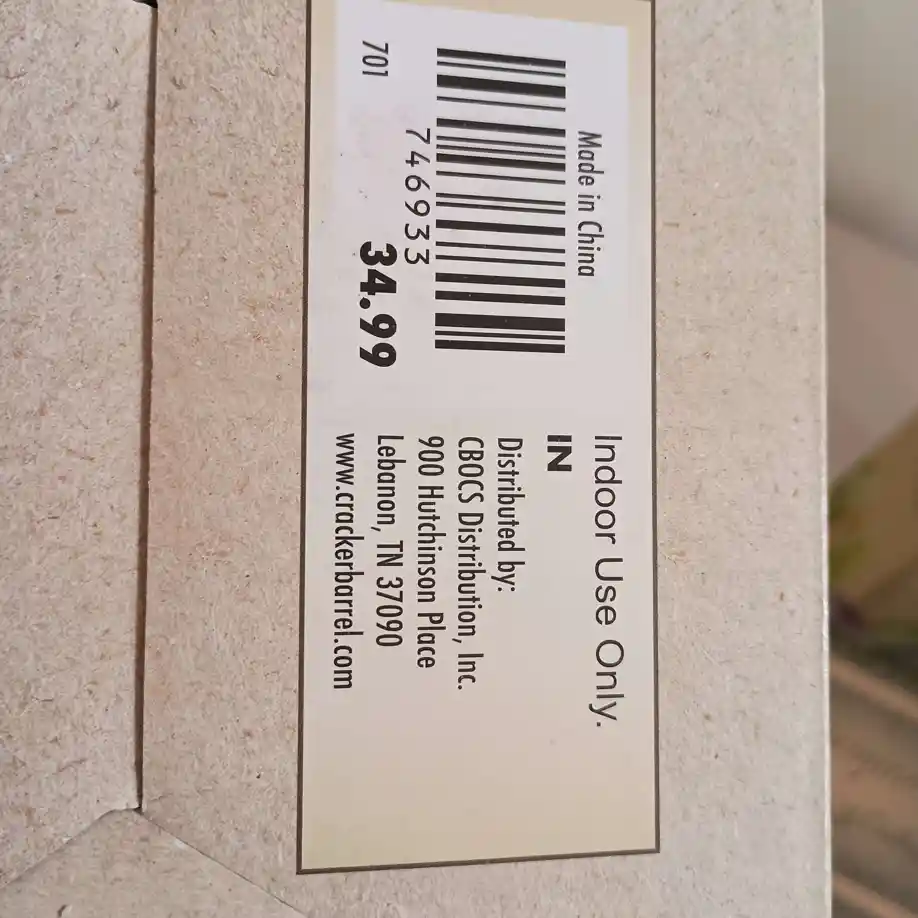 Made in China
746933
701
34.99
Indoor Use Only.
IN
Distributed by:
CBOCS Distribution, Inc.
900 Hutchinson Place
Lebanon, TN 37090
www.crackerbarrel.com